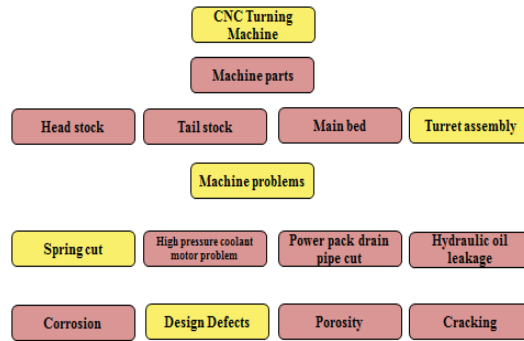 CNC Turning
Machine
Machine parts
Head stock
Tail stock
Main bed
Turret assembly
Machine problems
Spring cut
High pressure coolant
motor problem
Power pack drain
pipe cut
Hydraulic oil
leakage
Corrosion
Design Defects
Porosity
Cracking